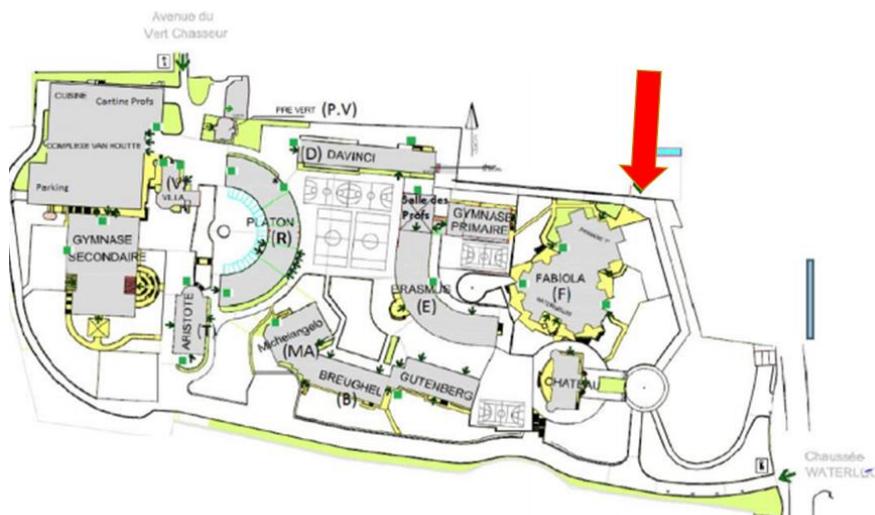 Avenue du
Vert Chasseur
CUISINE
Cantine Profs
COMPLEXE VAN HOUTTE
Parking
(V)
VILLA
GYMNASE
SECONDAIRE
PRE VERT (P.V)
(D) DAVINCI
PLATON
(R)
Salle des
Profs
GYMNASE
PRIMAIRE
ERASMUS
(E)
FABIOLA
(F)
MATERNELLE
ARISTOTE
(T)
Michelangelo
(MA)
BREUGHEL
(B)
GUTENBERG
CHATEAU
Chaussée